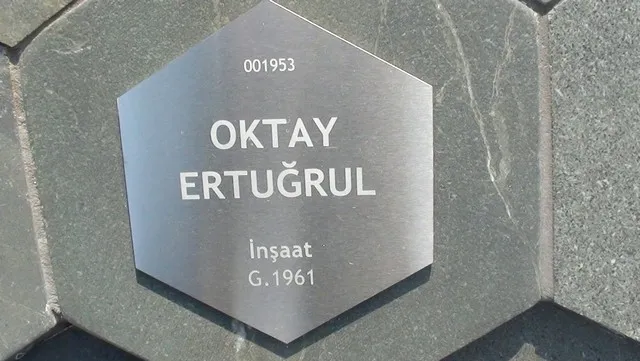 001953
OKTAY
ERTUĞRUL
İnşaat
G.1961